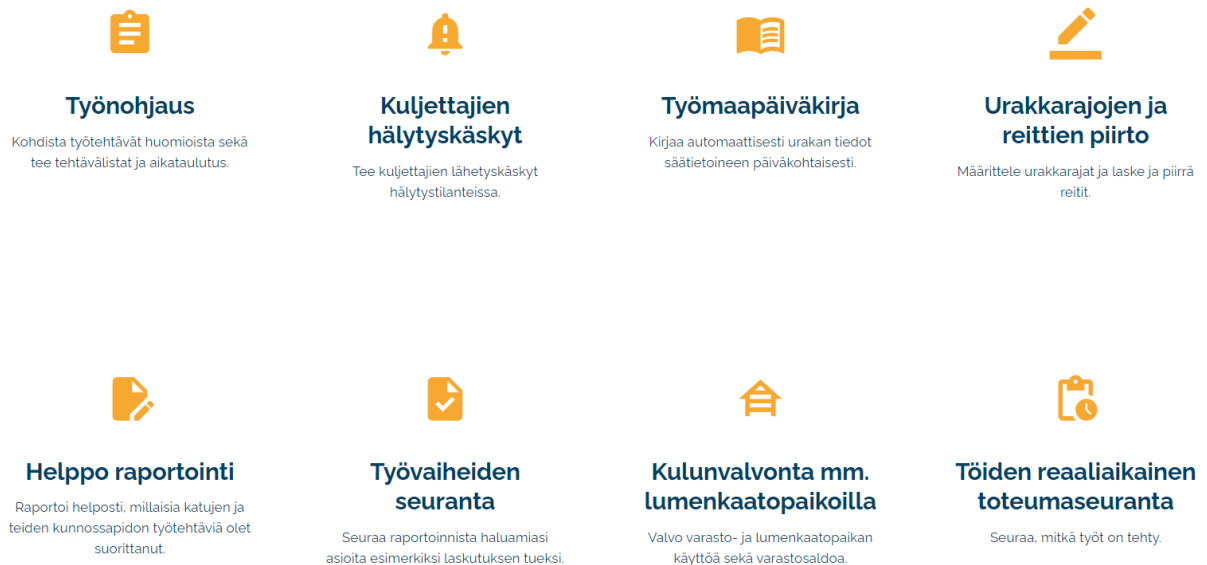 Työnohjaus
Kohdista työtehtävät huomioista sekä
tee tehtävälistat ja aikataulutus.
Kuljettajien
hälytyskäskyt
Tee kuljettajien lähetyskäskyt
hälytystilanteissa.
Työmaapäiväkirja
Kirjaa automaattisesti urakan tiedot
säätietoineen päiväkohtaisesti.
Urakkarajojen ja
reittien piirto
Määrittele urakkarajat ja laske ja piirrä
reitit.
Helppo raportointi
Raportoi helposti, millaisia katujen ja
teiden kunnossapidon työtehtäviä olet
suorittanut.
Työvaiheiden
seuranta
Seuraa raportoinnista haluamiasi
asioita esimerkiksi laskutuksen tueksi.
Kulunvalvonta mm.
lumenkaatopaikoilla
Valvo varasto- ja lumenkaatopaikan
käyttöä sekä varastosaldoa.
Töiden reaaliaikainen
toteumaseuranta
Seuraa, mitkä työt on tehty.